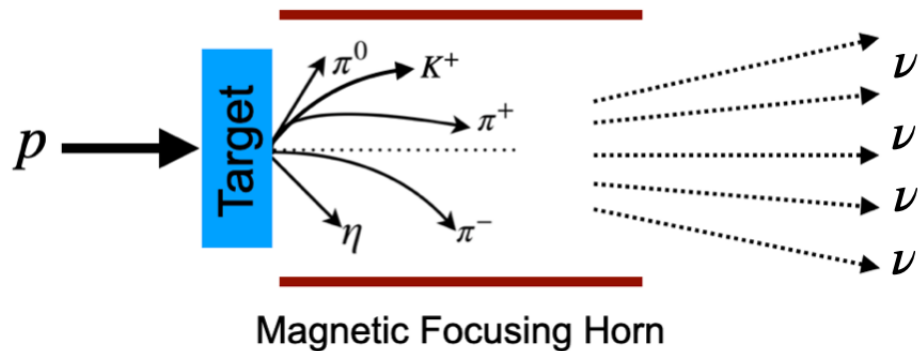 π⁰
K⁺
ν
p
Target
π⁺
ν
ν
η
π⁻
ν
Magnetic Focusing Horn